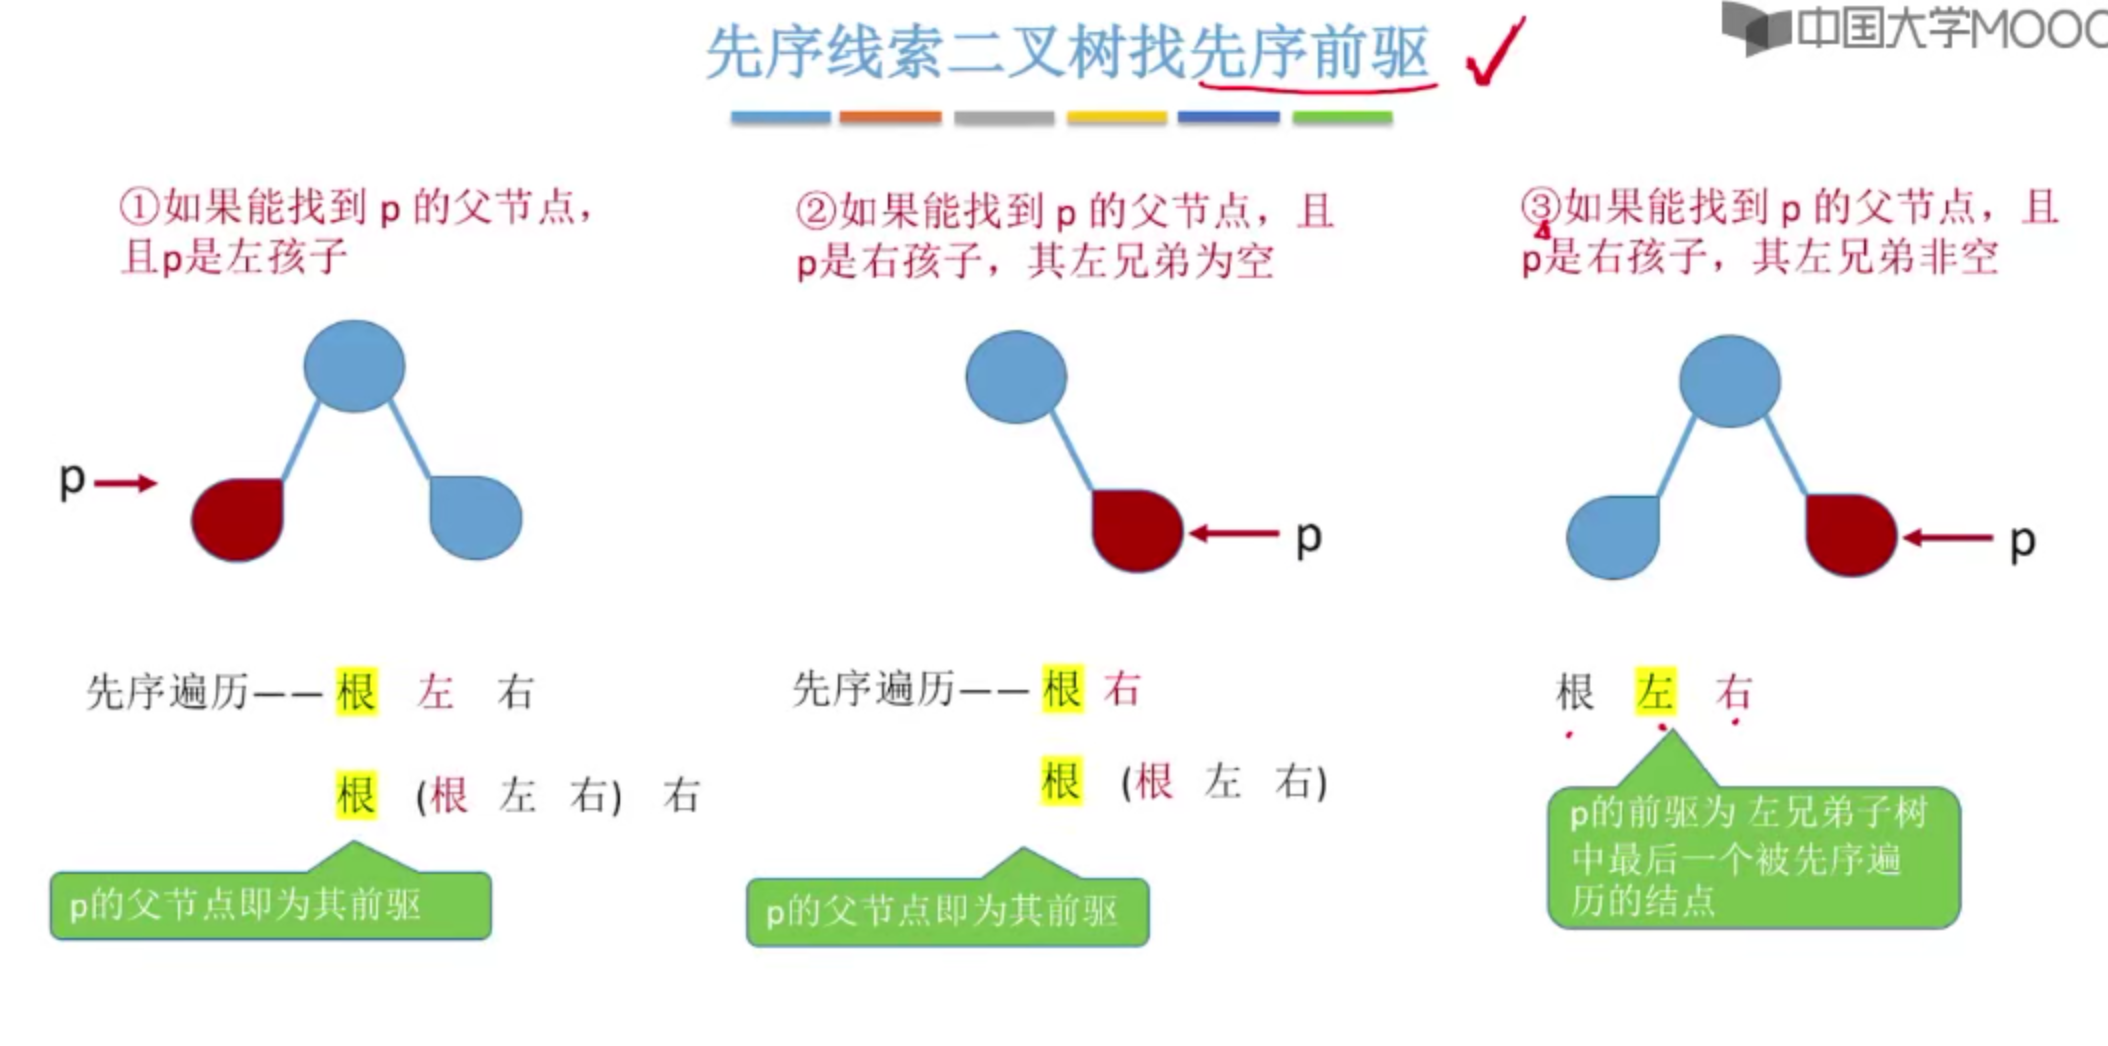 先序线索二叉树找先序前驱
中国大学MOOC
①如果能找到 p 的父节点，
且p是左孩子
②如果能找到 p 的父节点，且
p是右孩子，其左兄弟为空
③如果能找到 p 的父节点，且
p是右孩子，其左兄弟非空
p
p
p
先序遍历—— 根 左 右
根 (根 左 右) 右
p的父节点即为其前驱
先序遍历—— 根 右
根 (根 左 右)
p的父节点即为其前驱
根 左 右
p的前驱为 左兄弟子树
中最后一个被先序遍
历的结点